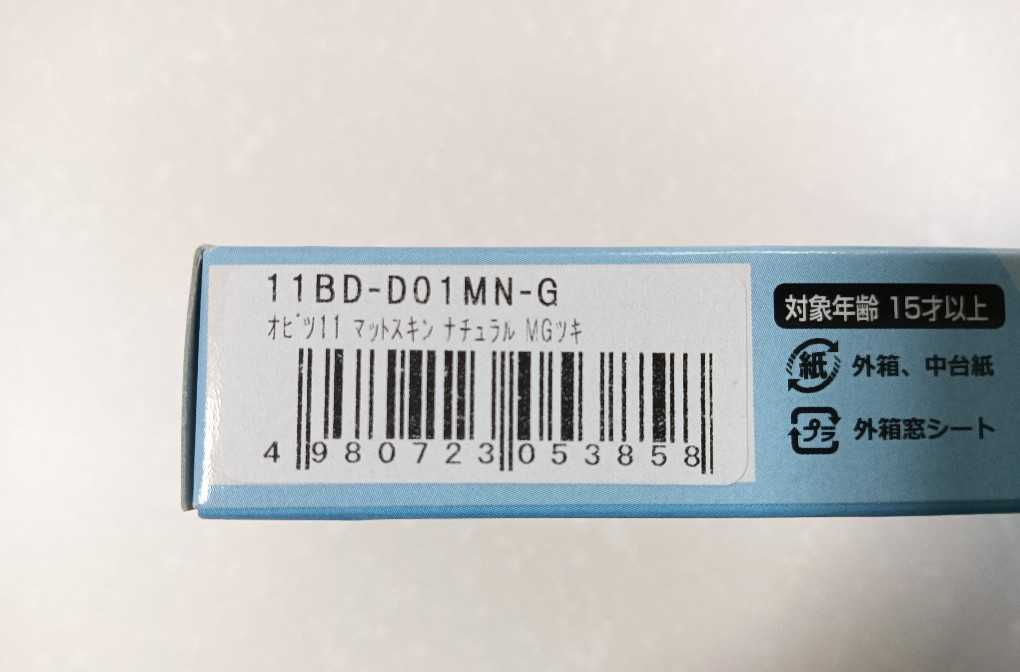 11BD-D01MN-G
ｵﾋﾞﾂ11 ﾏｯﾄｽｷﾝ ﾅﾁｭﾗﾙ MGﾂｷ
4 980723 053858
対象年齢 15才以上
紙 外箱、中台紙
プラ 外箱窓シート